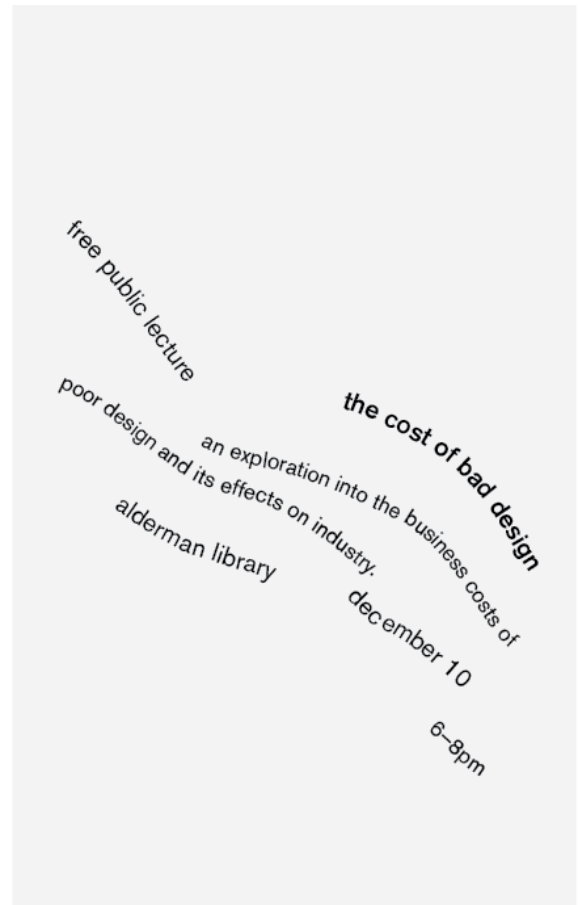 free public lecture
the cost of bad design
an exploration into the business costs of
poor design and its effects on industry.
alderman library
december 10
6–8pm